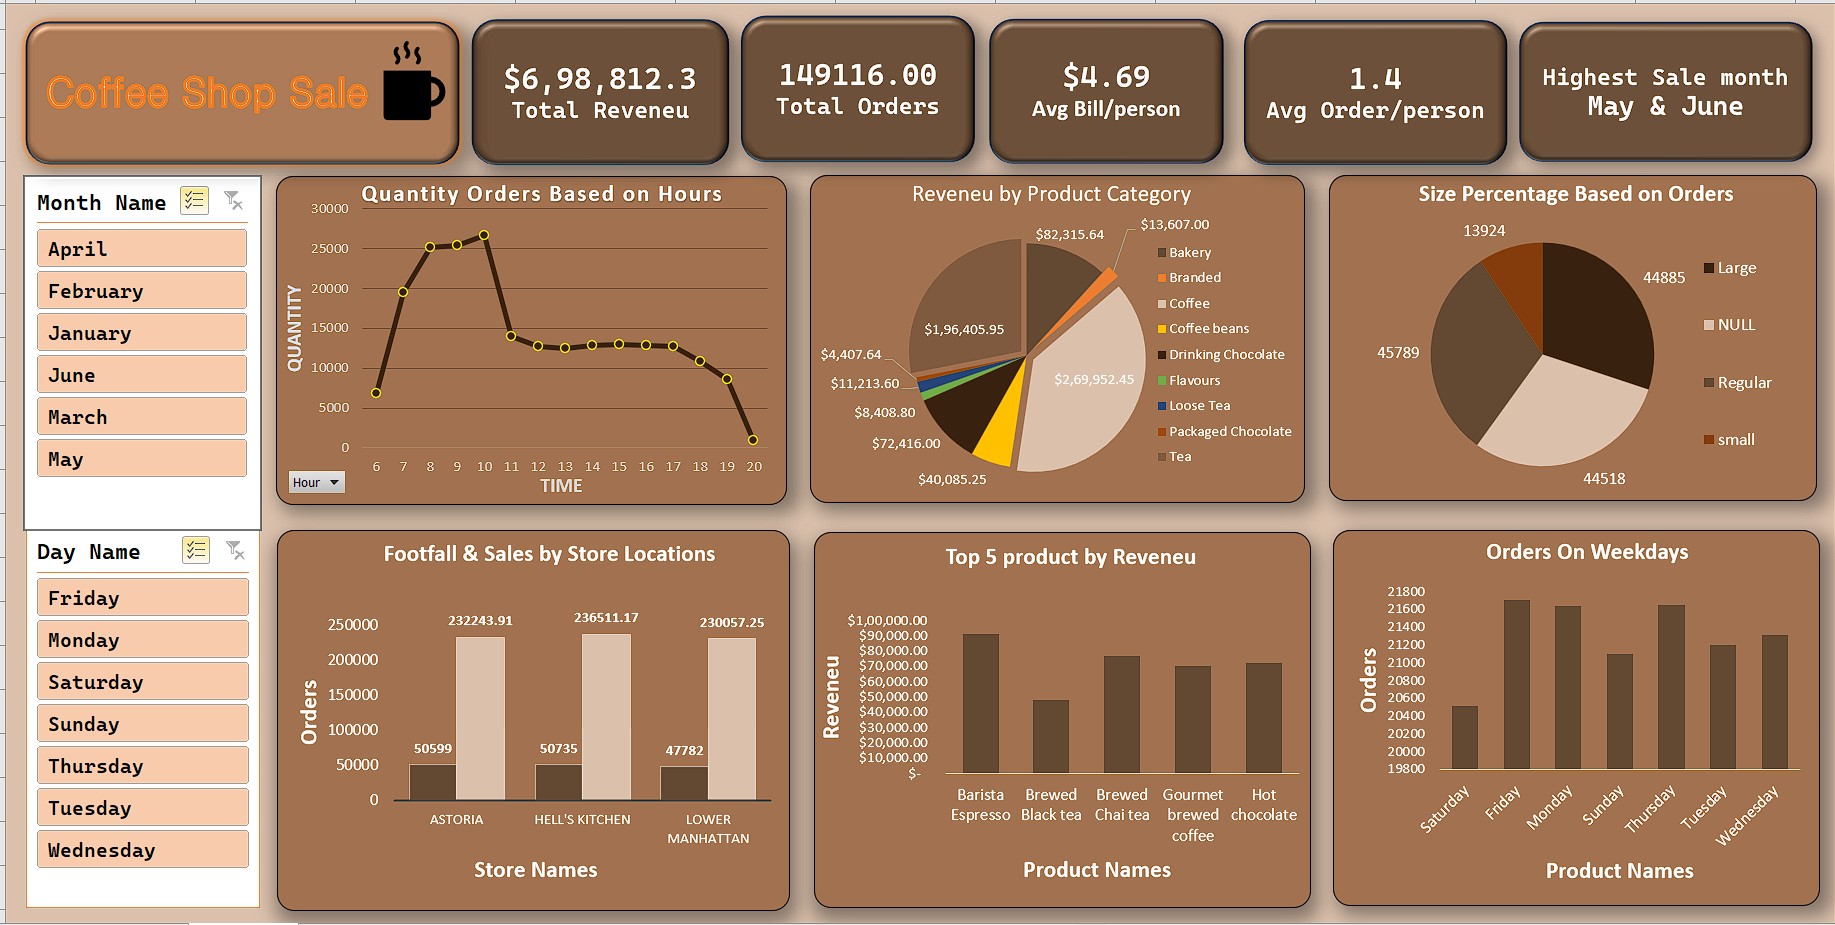 Coffee Shop Sale
$6,98,812.3
Total Reveneu
149116.00
Total Orders
$4.69
Avg Bill/person
1.4
Avg Order/person
Highest Sale month
May & June
Month Name
April
February
January
June
March
May
Day Name
Friday
Monday
Saturday
Sunday
Thursday
Tuesday
Wednesday
Quantity Orders Based on Hours
QUANTITY
30000
25000
20000
15000
10000
5000
0
6 7 8 9 10 11 12 13 14 15 16 17 18 19 20
TIME
Hour
Reveneu by Product Category
$82,315.64
$13,607.00
$2,69,952.45
$40,085.25
$72,416.00
$8,408.80
$11,213.60
$4,407.64
$1,96,405.95
Bakery
Branded
Coffee
Coffee beans
Drinking Chocolate
Flavours
Loose Tea
Packaged Chocolate
Tea
Size Percentage Based on Orders
13924
44885
45789
44518
Large
NULL
Regular
small
Footfall & Sales by Store Locations
Orders
250000
200000
150000
100000
50000
0
50599
232243.91
50735
236511.17
47782
230057.25
ASTORIA
HELL'S KITCHEN
LOWER
MANHATTAN
Store Names
Top 5 product by Reveneu
Reveneu
$1,00,000.00
$90,000.00
$80,000.00
$70,000.00
$60,000.00
$50,000.00
$40,000.00
$30,000.00
$20,000.00
$10,000.00
$-
Barista
Espresso
Brewed
Black tea
Brewed
Chai tea
Gourmet
brewed
coffee
Hot
chocolate
Product Names
Orders On Weekdays
Orders
21800
21600
21400
21200
21000
20800
20600
20400
20200
20000
19800
Saturday
Friday
Monday
Sunday
Thursday
Tuesday
Wednesday
Product Names